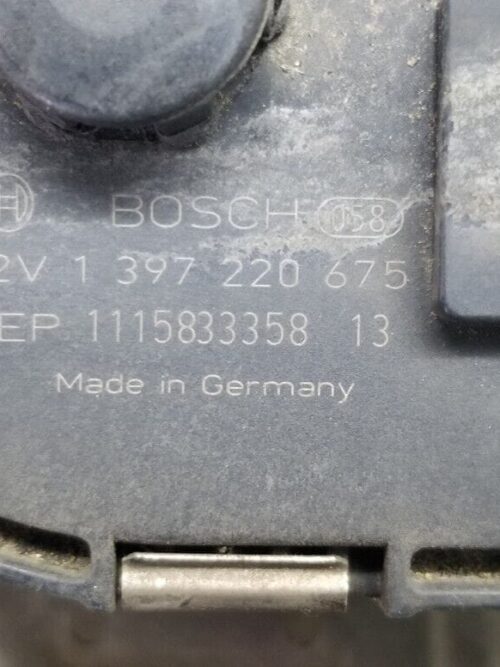 BOSCH 058
2V 1 397 220 675
EP 1115833358 13
Made in Germany